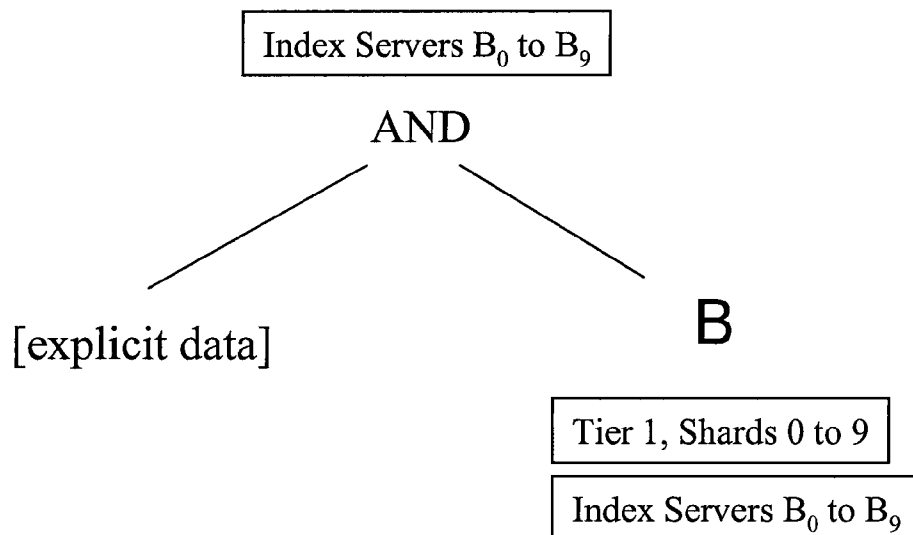 Index Servers B₀ to B₉
AND
[explicit data]
B
Tier 1, Shards 0 to 9
Index Servers B₀ to B₉